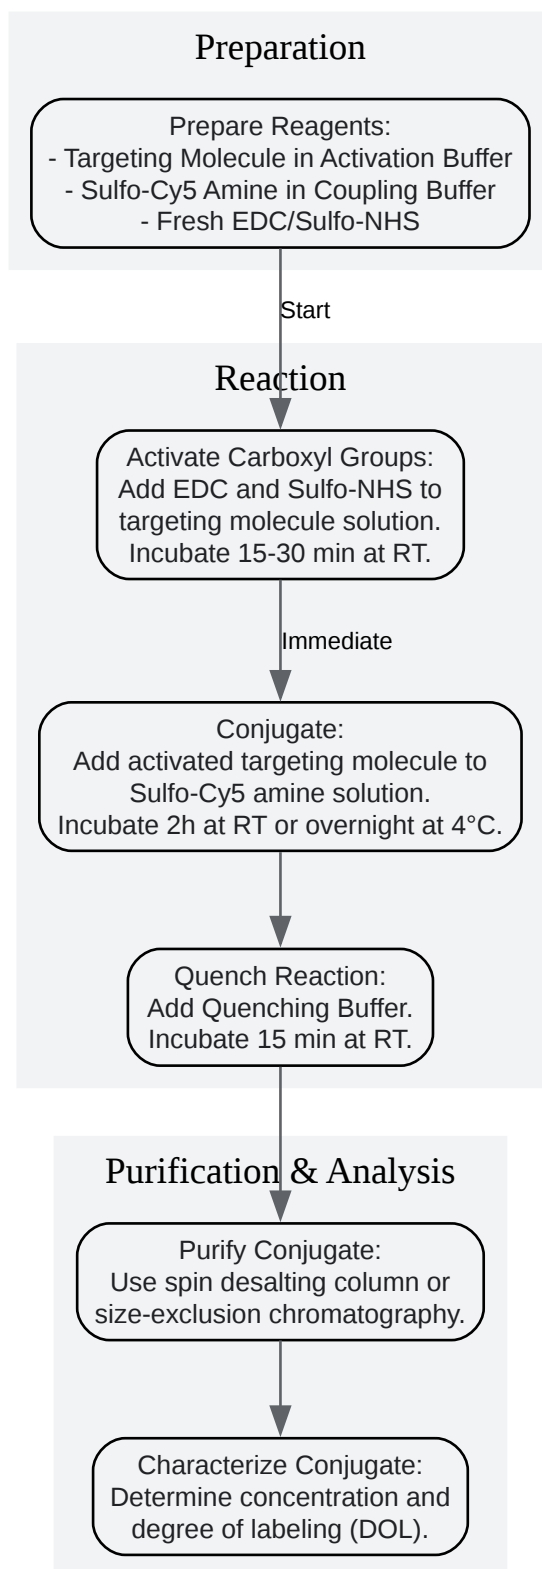 Preparation
Prepare Reagents:
- Targeting Molecule in Activation Buffer
- Sulfo-Cy5 Amine in Coupling Buffer
- Fresh EDC/Sulfo-NHS
Start
Reaction
Activate Carboxyl Groups:
Add EDC and Sulfo-NHS to
targeting molecule solution.
Incubate 15-30 min at RT.
Immediate
Conjugate:
Add activated targeting molecule to
Sulfo-Cy5 amine solution.
Incubate 2h at RT or overnight at 4°C.
Quench Reaction:
Add Quenching Buffer.
Incubate 15 min at RT.
Purification & Analysis
Purify Conjugate:
Use spin desalting column or
size-exclusion chromatography.
Characterize Conjugate:
Determine concentration and
degree of labeling (DOL).